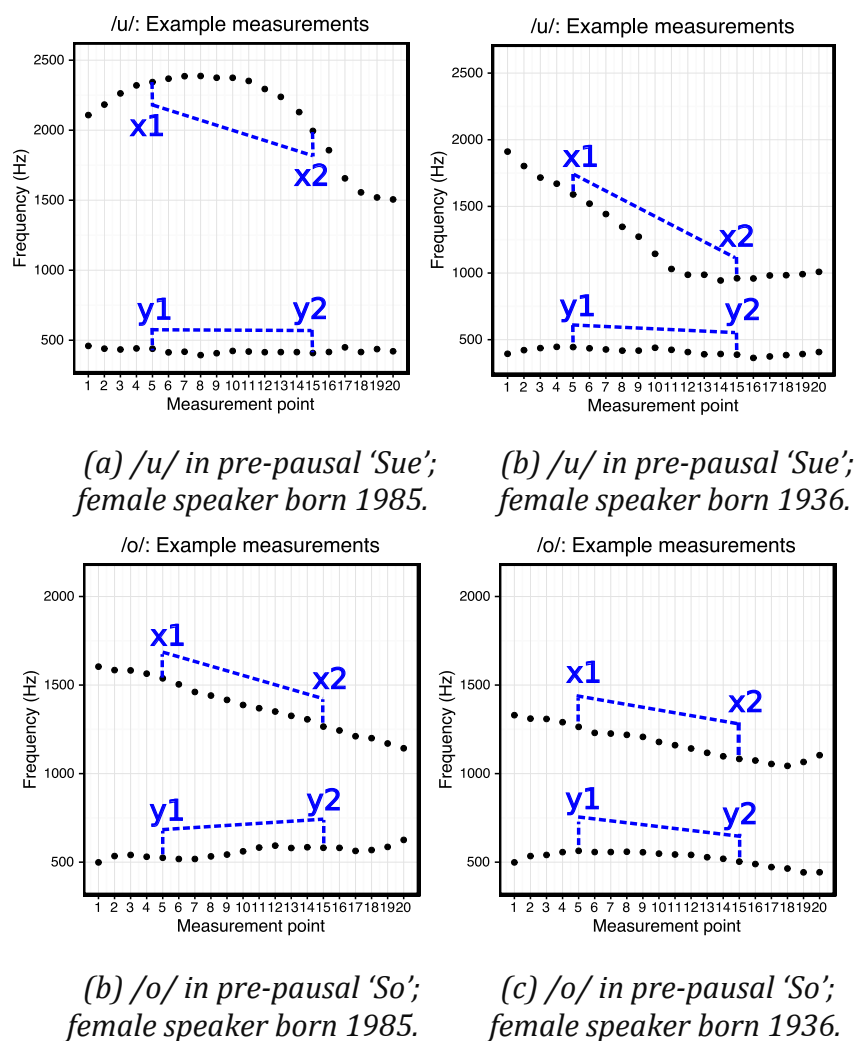 /u/: Example measurements
2500
2000
1500
1000
500
Frequency (Hz)
x1
x2
y1
y2
1 2 3 4 5 6 7 8 9 10 11 12 13 14 15 16 17 18 19 20
Measurement point
(a) /u/ in pre-pausal ‘Sue’;
female speaker born 1985.
/u/: Example measurements
2500
2000
1500
1000
500
Frequency (Hz)
x1
x2
y1
y2
1 2 3 4 5 6 7 8 9 10 11 12 13 14 15 16 17 18 19 20
Measurement point
(b) /u/ in pre-pausal ‘Sue’;
female speaker born 1936.
/o/: Example measurements
2000
1500
1000
500
Frequency (Hz)
x1
x2
y1
y2
1 2 3 4 5 6 7 8 9 10 11 12 13 14 15 16 17 18 19 20
Measurement point
(b) /o/ in pre-pausal ‘So’;
female speaker born 1985.
/o/: Example measurements
2000
1500
1000
500
Frequency (Hz)
x1
x2
y1
y2
1 2 3 4 5 6 7 8 9 10 11 12 13 14 15 16 17 18 19 20
Measurement point
(c) /o/ in pre-pausal ‘So’;
female speaker born 1936.